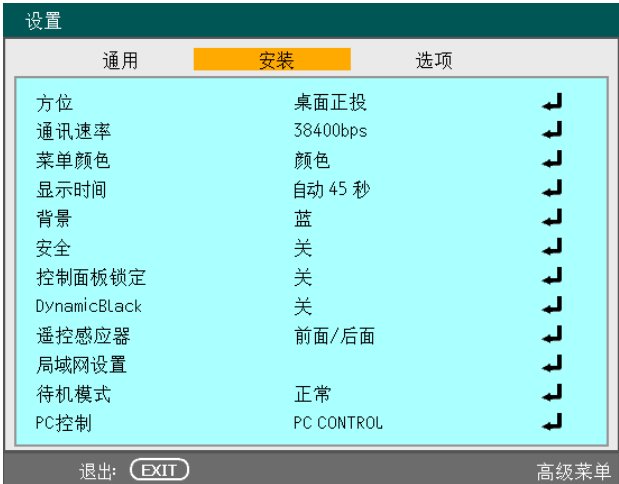 设置
通用 安装 选项
方位 桌面正投
通讯速率 38400bps
菜单颜色 颜色
显示时间 自动 45 秒
背景 蓝
安全 关
控制面板锁定 关
DynamicBLack 关
遥控感应器 前面/后面
局域网设置
待机模式 正常
PC控制 PC CONTROL
退出: EXIT 高级菜单